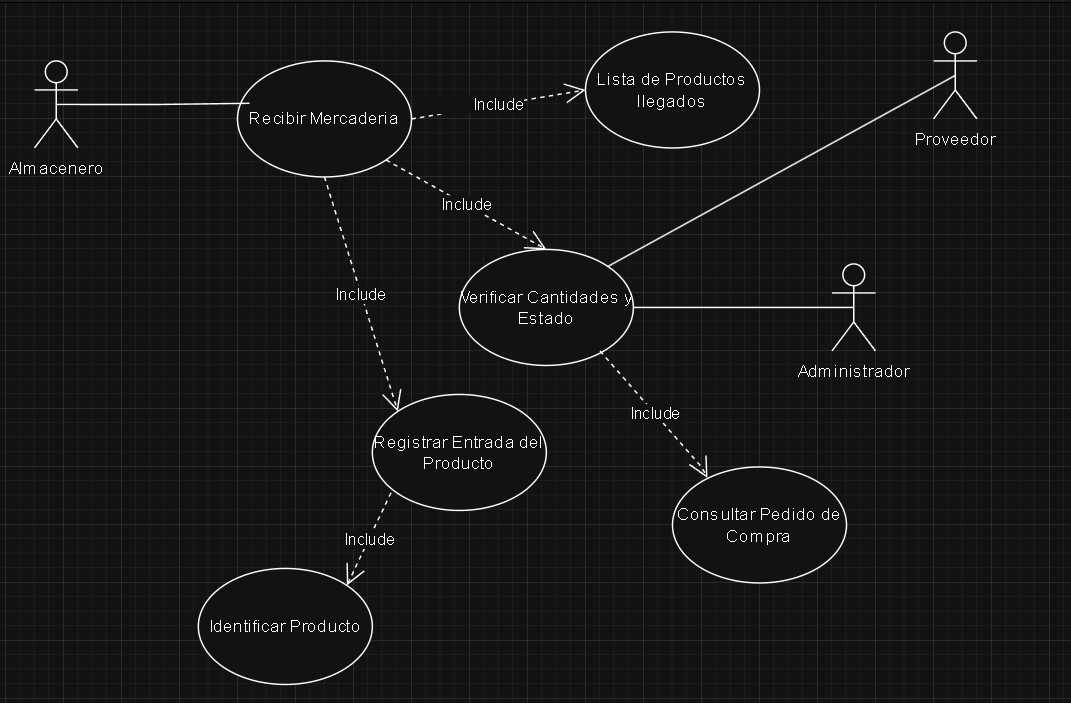 Lista de Productos
llegados
Include
Recibir Mercaderia
Proveedor
Almacenero
Include
Include
Verificar Cantidades y
Estado
Administrador
Include
Registrar Entrada del
Producto
Consultar Pedido de
Compra
Include
Identificar Producto